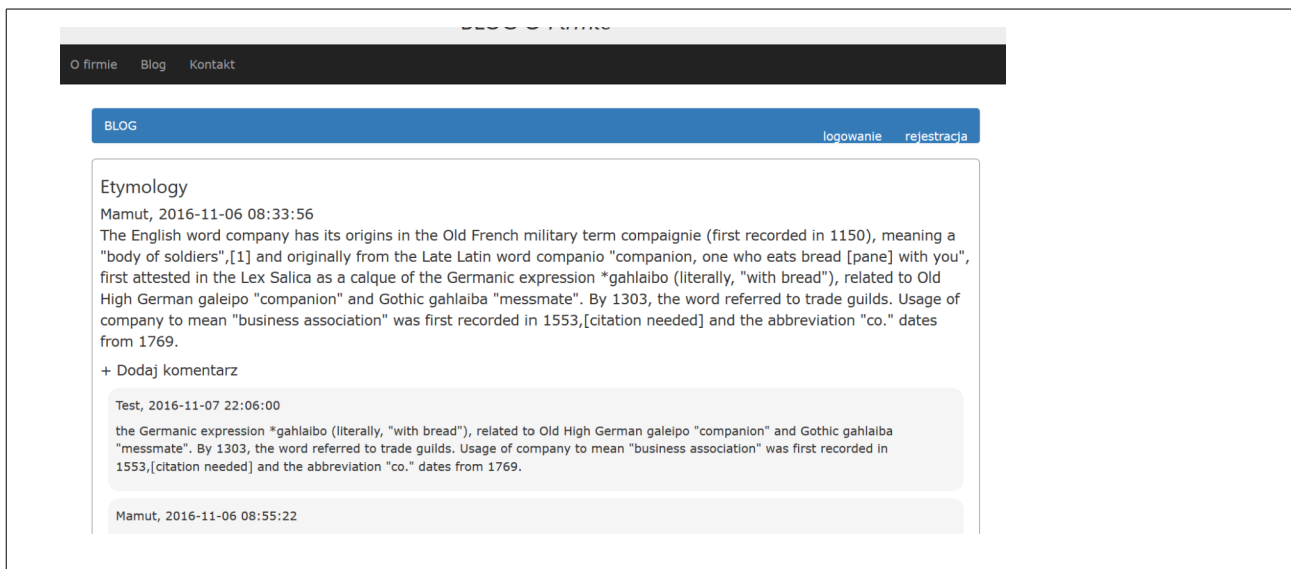 O firmie Blog Kontakt
BLOG
logowanie rejestracja
Etymology
Mamut, 2016-11-06 08:33:56
The English word company has its origins in the Old French military term compaignie (first recorded in 1150), meaning a
"body of soldiers",[1] and originally from the Late Latin word companio "companion, one who eats bread [pane] with you",
first attested in the Lex Salica as a calque of the Germanic expression *gahlaibo (literally, "with bread"), related to Old
High German galeipo "companion" and Gothic gahlaiba "messmate". By 1303, the word referred to trade guilds. Usage of
company to mean "business association" was first recorded in 1553,[citation needed] and the abbreviation "co." dates
from 1769.
+ Dodaj komentarz
Test, 2016-11-07 22:06:00
the Germanic expression *gahlaibo (literally, "with bread"), related to Old High German galeipo "companion" and Gothic gahlaiba
"messmate". By 1303, the word referred to trade guilds. Usage of company to mean "business association" was first recorded in
1553,[citation needed] and the abbreviation "co." dates from 1769.
Mamut, 2016-11-06 08:55:22